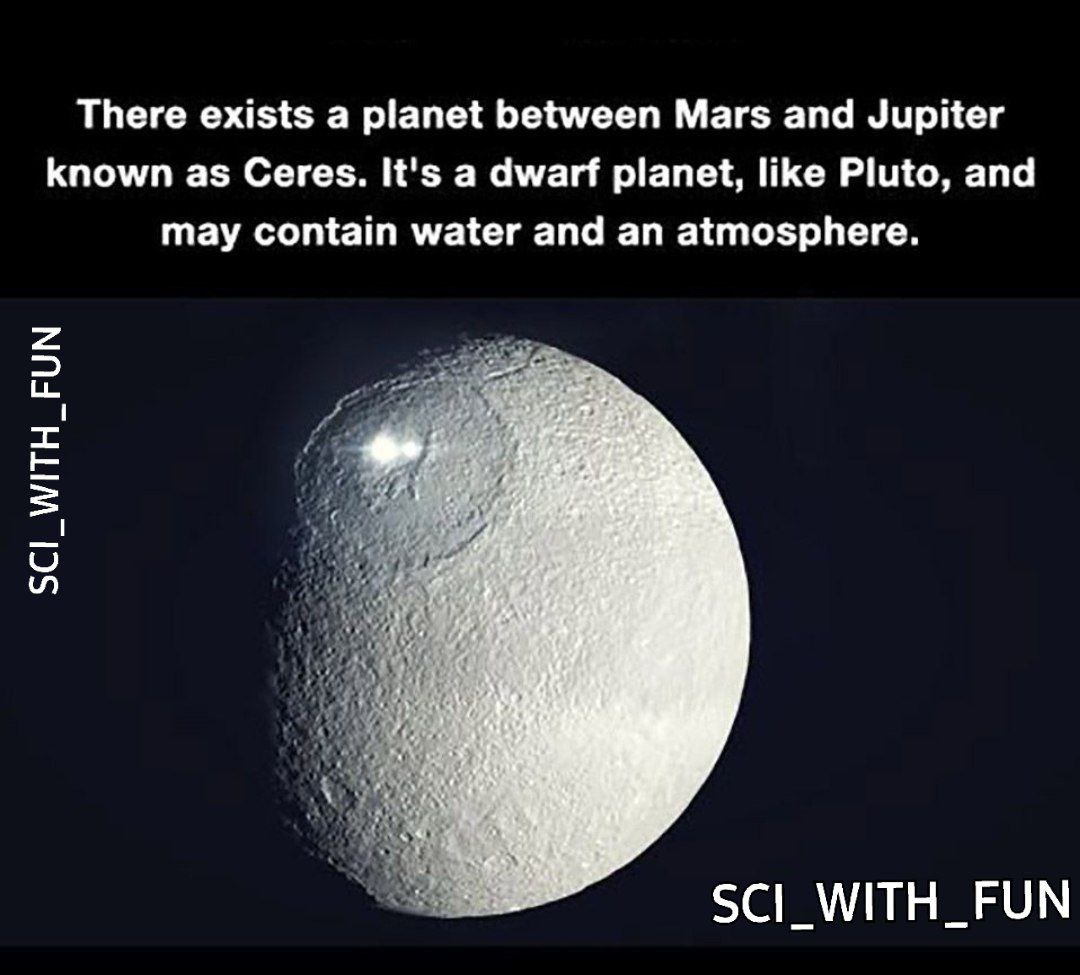 There exists a planet between Mars and Jupiter
known as Ceres. It's a dwarf planet, like Pluto, and
may contain water and an atmosphere.
SCI_WITH_FUN
SCI_WITH_FUN